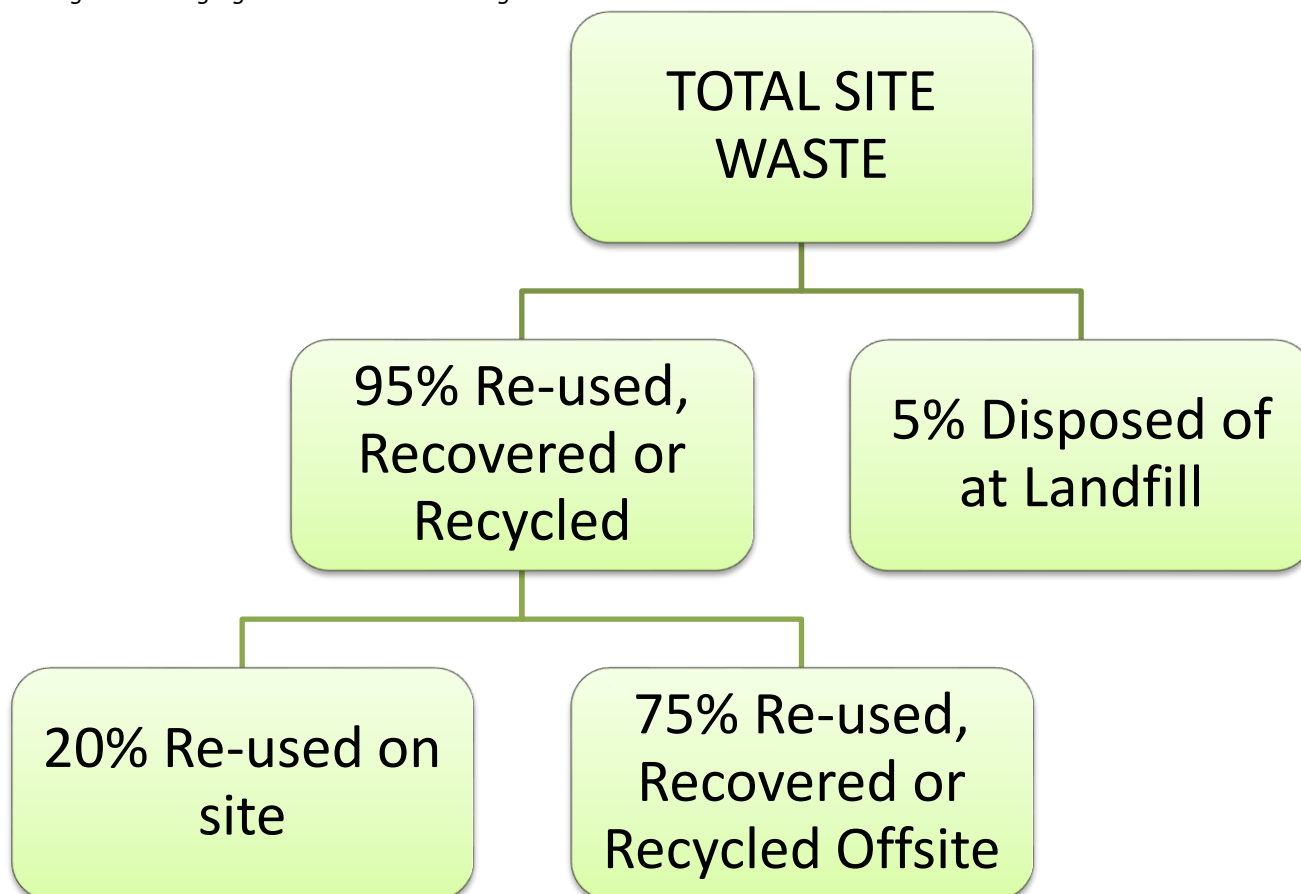 TOTAL SITE
WASTE
95% Re-used,
Recovered or
Recycled
5% Disposed of
at Landfill
20% Re-used on
site
75% Re-used,
Recovered or
Recycled Offsite